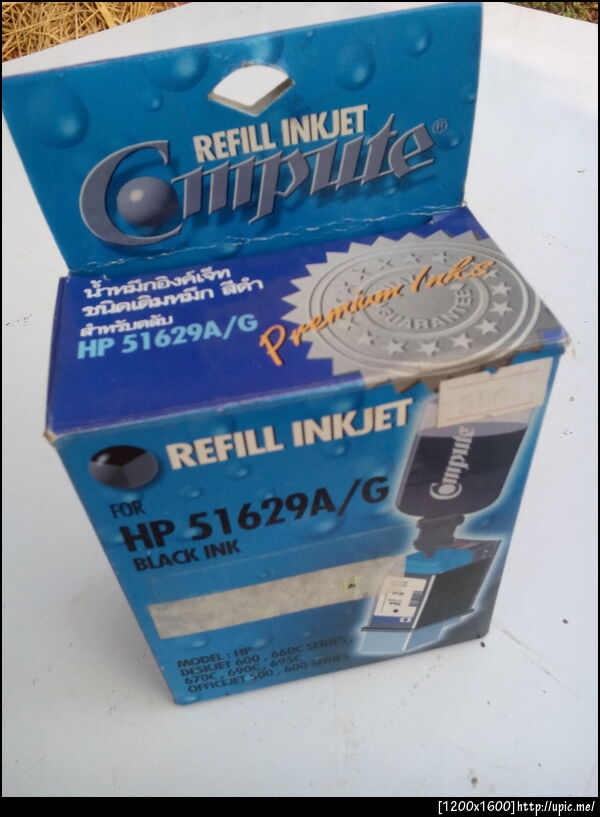 REFILL INKJET
Compute®
น้ำหมึกอิงค์เจ็ท
ชนิดเติมหมึก สีดำ
สำหรับตลับ
HP 51629A/G
Premium Inks
GUARANTEE
550
REFILL INKJET
Compute
FOR
HP 51629A/G
BLACK INK
MODEL : HP
DESKJET 600 , 660C SERIES ,
670C , 690C , 695C
OFFICEJET 500 , 600 SERIES
[1200x1600]http://upic.me/